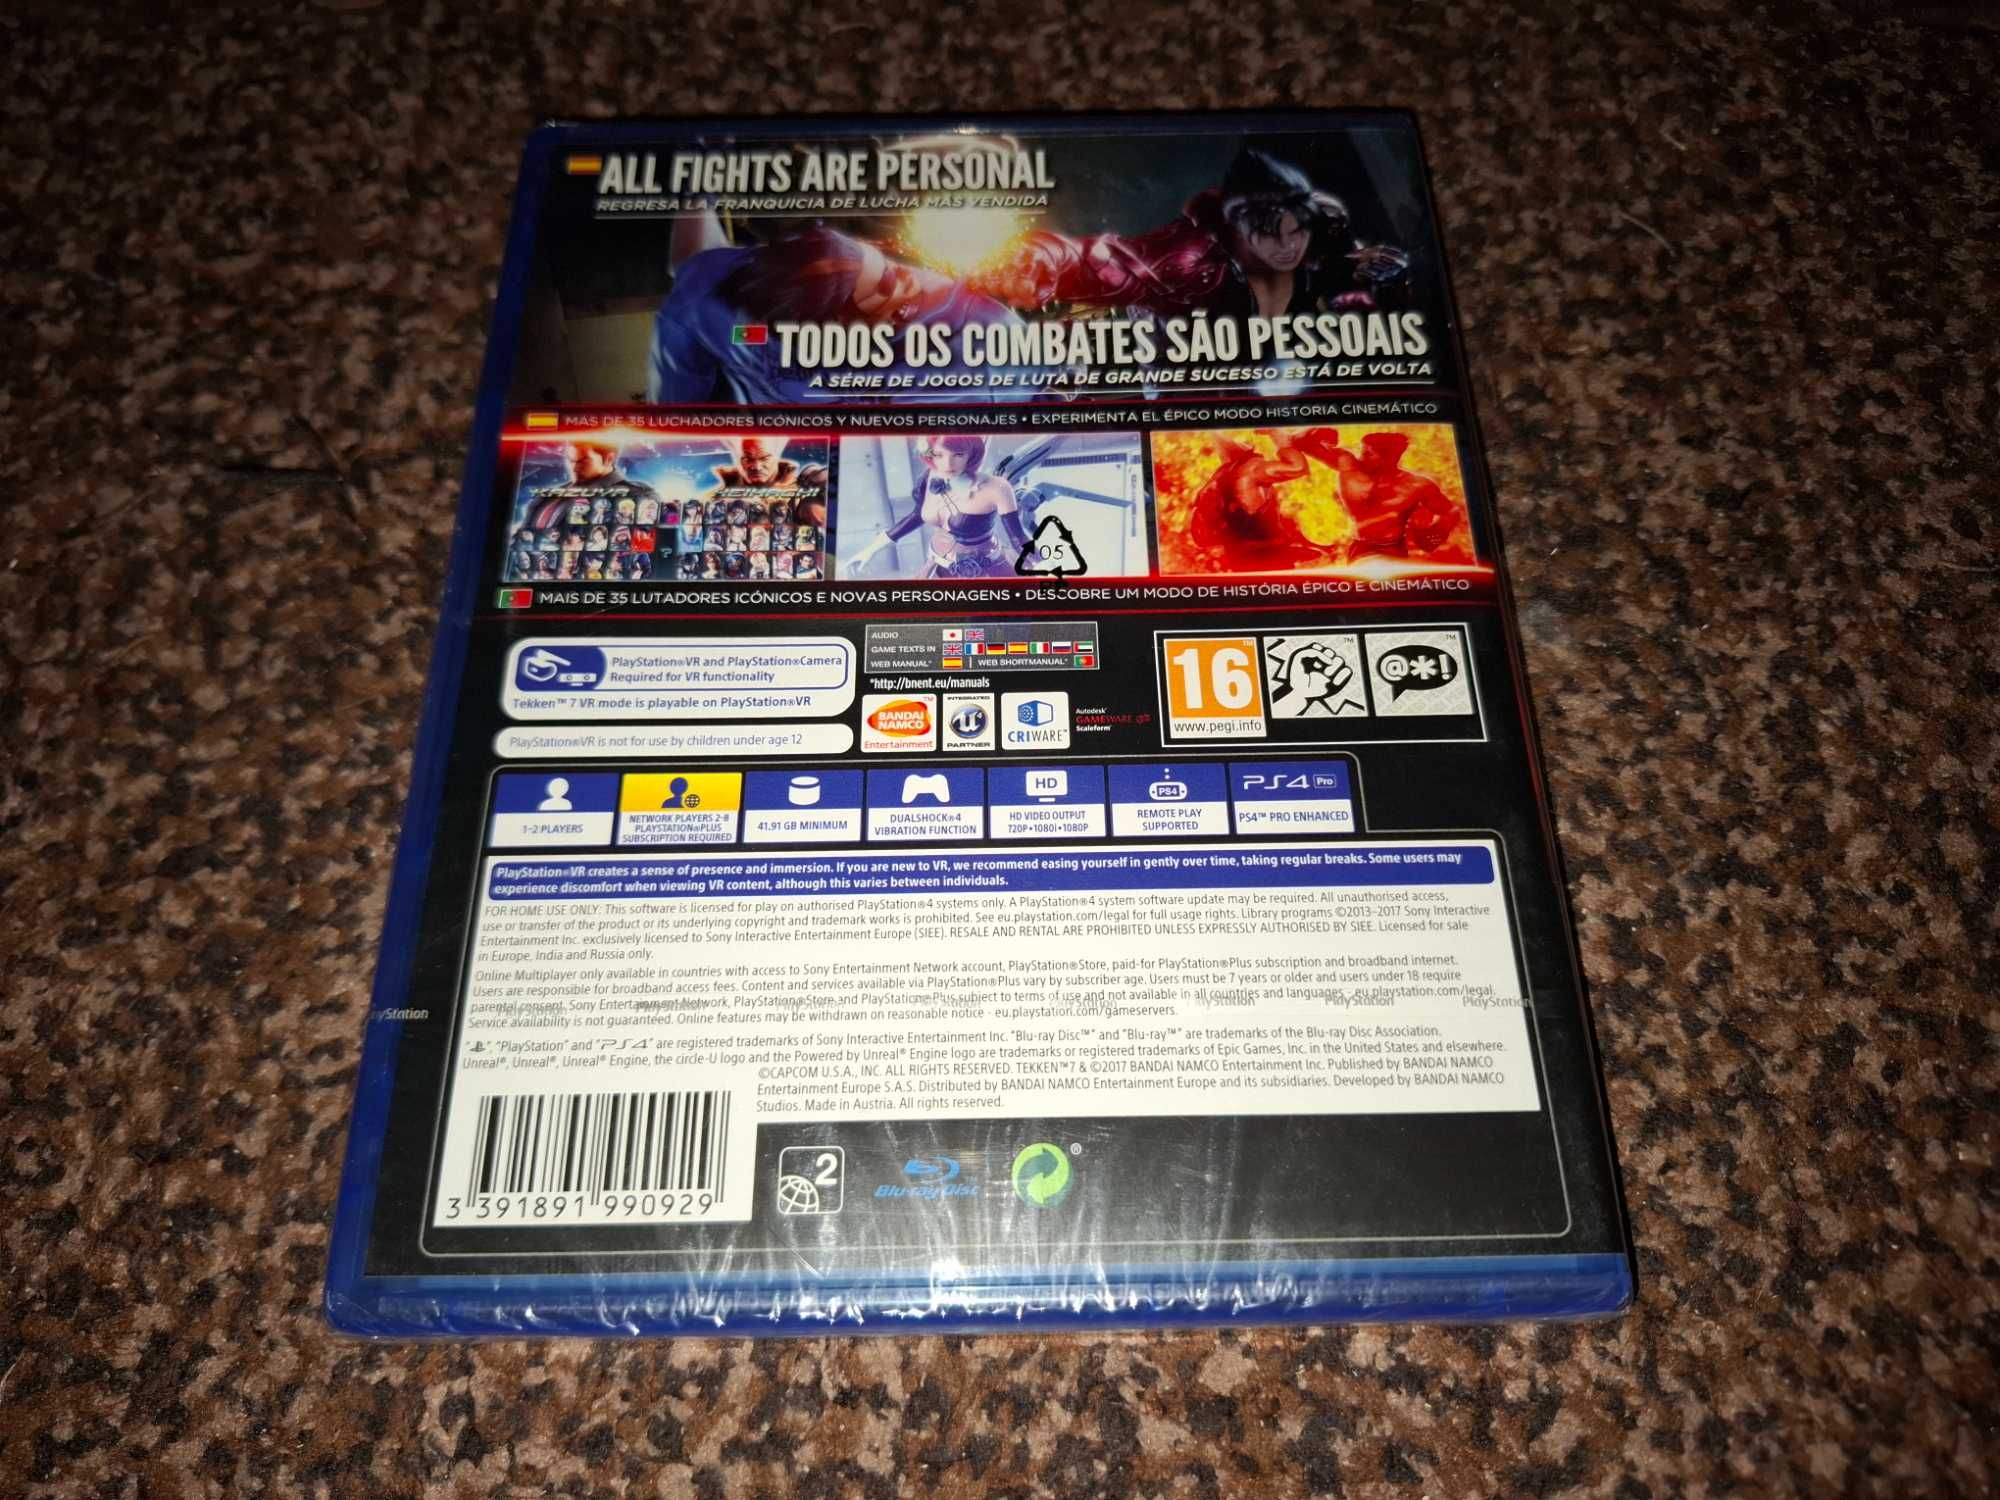 ALL FIGHTS ARE PERSONAL
REGRESA LA FRANQUICIA DE LUCHA MÁS VENDIDA
TODOS OS COMBATES SÃO PESSOAIS
A SÉRIE DE JOGOS DE LUTA DE GRANDE SUCESSO ESTÁ DE VOLTA
MÁS DE 35 LUCHADORES ICÓNICOS Y NUEVOS PERSONAJES • EXPERIMENTA EL ÉPICO MODO HISTORIA CINEMÁTICO
KAZUYA HEIHACHI
?
05
MAIS DE 35 LUTADORES ICÓNICOS E NOVAS PERSONAGENS • DESCOBRE UM MODO DE HISTÓRIA ÉPICO E CINEMÁTICO
PlayStation®VR and PlayStation®Camera
Required for VR functionality
Tekken™ 7 VR mode is playable on PlayStation®VR
PlayStation®VR is not for use by children under age 12
AUDIO
GAME TEXTS IN
WEB MANUAL* | WEB SHORTMANUAL*
*http://bnent.eu/manuals
BANDAI
NAMCO
Entertainment
INTEGRATED
PARTNER
CRIWARE™
Autodesk®
GAMEWARE
Scaleform®
16
www.pegi.info
@*!
1-2 PLAYERS
NETWORK PLAYERS 2-8
PLAYSTATION®PLUS
SUBSCRIPTION REQUIRED
41.91 GB MINIMUM
DUALSHOCK®4
VIBRATION FUNCTION
HD
HD VIDEO OUTPUT
720P•1080i•1080P
PS4
REMOTE PLAY
SUPPORTED
PS4 Pro
PS4™ PRO ENHANCED
PlayStation®VR creates a sense of presence and immersion. If you are new to VR, we recommend easing yourself in gently over time, taking regular breaks. Some users may
experience discomfort when viewing VR content, although this varies between individuals.
FOR HOME USE ONLY: This software is licensed for play on authorised PlayStation®4 systems only. A PlayStation®4 system software update may be required. All unauthorised access,
use or transfer of the product or its underlying copyright and trademark works is prohibited. See eu.playstation.com/legal for full usage rights. Library programs ©2013-2017 Sony Interactive
Entertainment Inc. exclusively licensed to Sony Interactive Entertainment Europe (SIEE). RESALE AND RENTAL ARE PROHIBITED UNLESS EXPRESSLY AUTHORISED BY SIEE. Licensed for sale
in Europe, India and Russia only.
Online Multiplayer only available in countries with access to Sony Entertainment Network account, PlayStation®Store, paid-for PlayStation®Plus subscription and broadband internet.
Users are responsible for broadband access fees. Content and services available via PlayStation®Plus vary by subscriber age. Users must be 7 years or older and users under 18 require
parental consent. Sony Entertainment Network, PlayStation®Store and PlayStation®Plus subject to terms of use and not available in all countries and languages - eu.playstation.com/legal.
Service availability is not guaranteed. Online features may be withdrawn on reasonable notice - eu.playstation.com/gameservers.
" ", "PlayStation" and "PS4" are registered trademarks of Sony Interactive Entertainment Inc. "Blu-ray Disc™" and "Blu-ray™" are trademarks of the Blu-ray Disc Association.
Unreal®, Unreal®, Unreal® Engine, the circle-U logo and the Powered by Unreal® Engine logo are trademarks or registered trademarks of Epic Games, Inc. in the United States and elsewhere.
©CAPCOM U.S.A., INC. ALL RIGHTS RESERVED. TEKKEN™7 & ©2017 BANDAI NAMCO Entertainment Inc. Published by BANDAI NAMCO
Entertainment Europe S.A.S. Distributed by BANDAI NAMCO Entertainment Europe and its subsidiaries. Developed by BANDAI NAMCO
Studios. Made in Austria. All rights reserved.
3 391891 990929
2
Blu-ray Disc